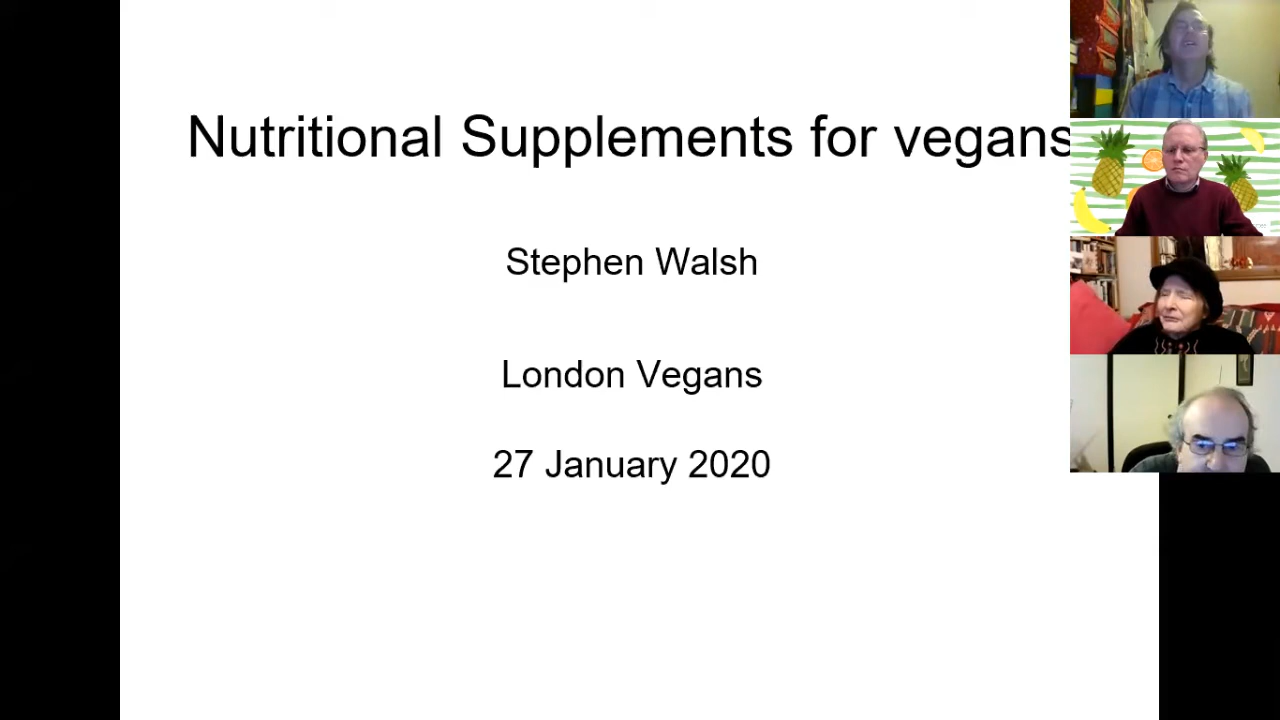 Nutritional Supplements for vegans
Stephen Walsh
London Vegans
27 January 2020